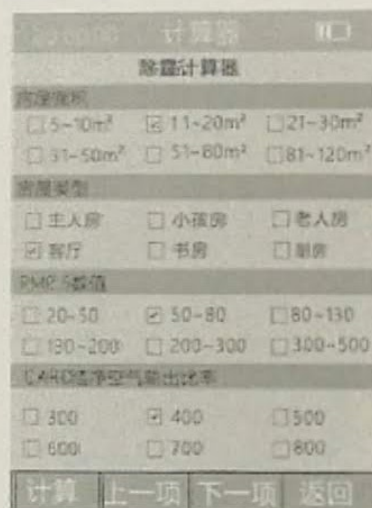 计算器
除霾计算器
房屋面积
5~10m² 11~20m² 21~30m²
31~50m² 51~80m² 81~120m²
房屋类型
主人房 小孩房 老人房
客厅 书房 厨房
PM2.5数值
20~50 50~80 80~130
130~200 200~300 300~500
CARD洁净空气输出比率
300 400 500
600 700 800
计算 上一项 下一项 返回